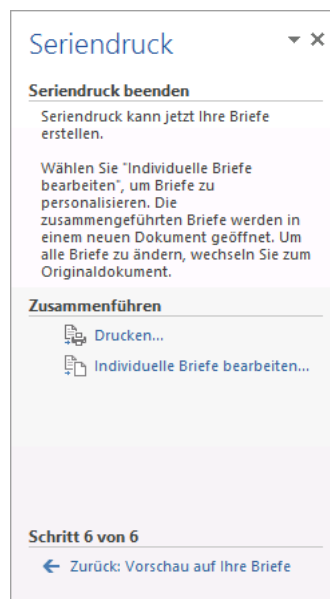 Seriendruck
Seriendruck beenden
Seriendruck kann jetzt Ihre Briefe
erstellen.
Wählen Sie "Individuelle Briefe
bearbeiten", um Briefe zu
personalisieren. Die
zusammengeführten Briefe werden in
einem neuen Dokument geöffnet. Um
alle Briefe zu ändern, wechseln Sie zum
Originaldokument.
Zusammenführen
Drucken...
Individuelle Briefe bearbeiten...
Schritt 6 von 6
Zurück: Vorschau auf Ihre Briefe